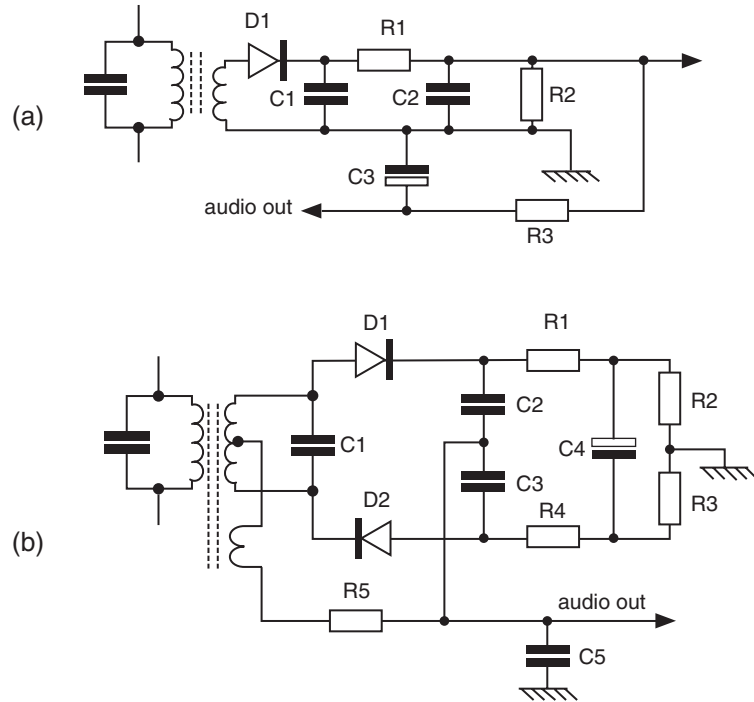 D1
R1
C1
C2
R2
(a)
C3
audio out
R3
D1
R1
C2
R2
C1
C4
C3
D2
R4
R3
(b)
R5
audio out
C5